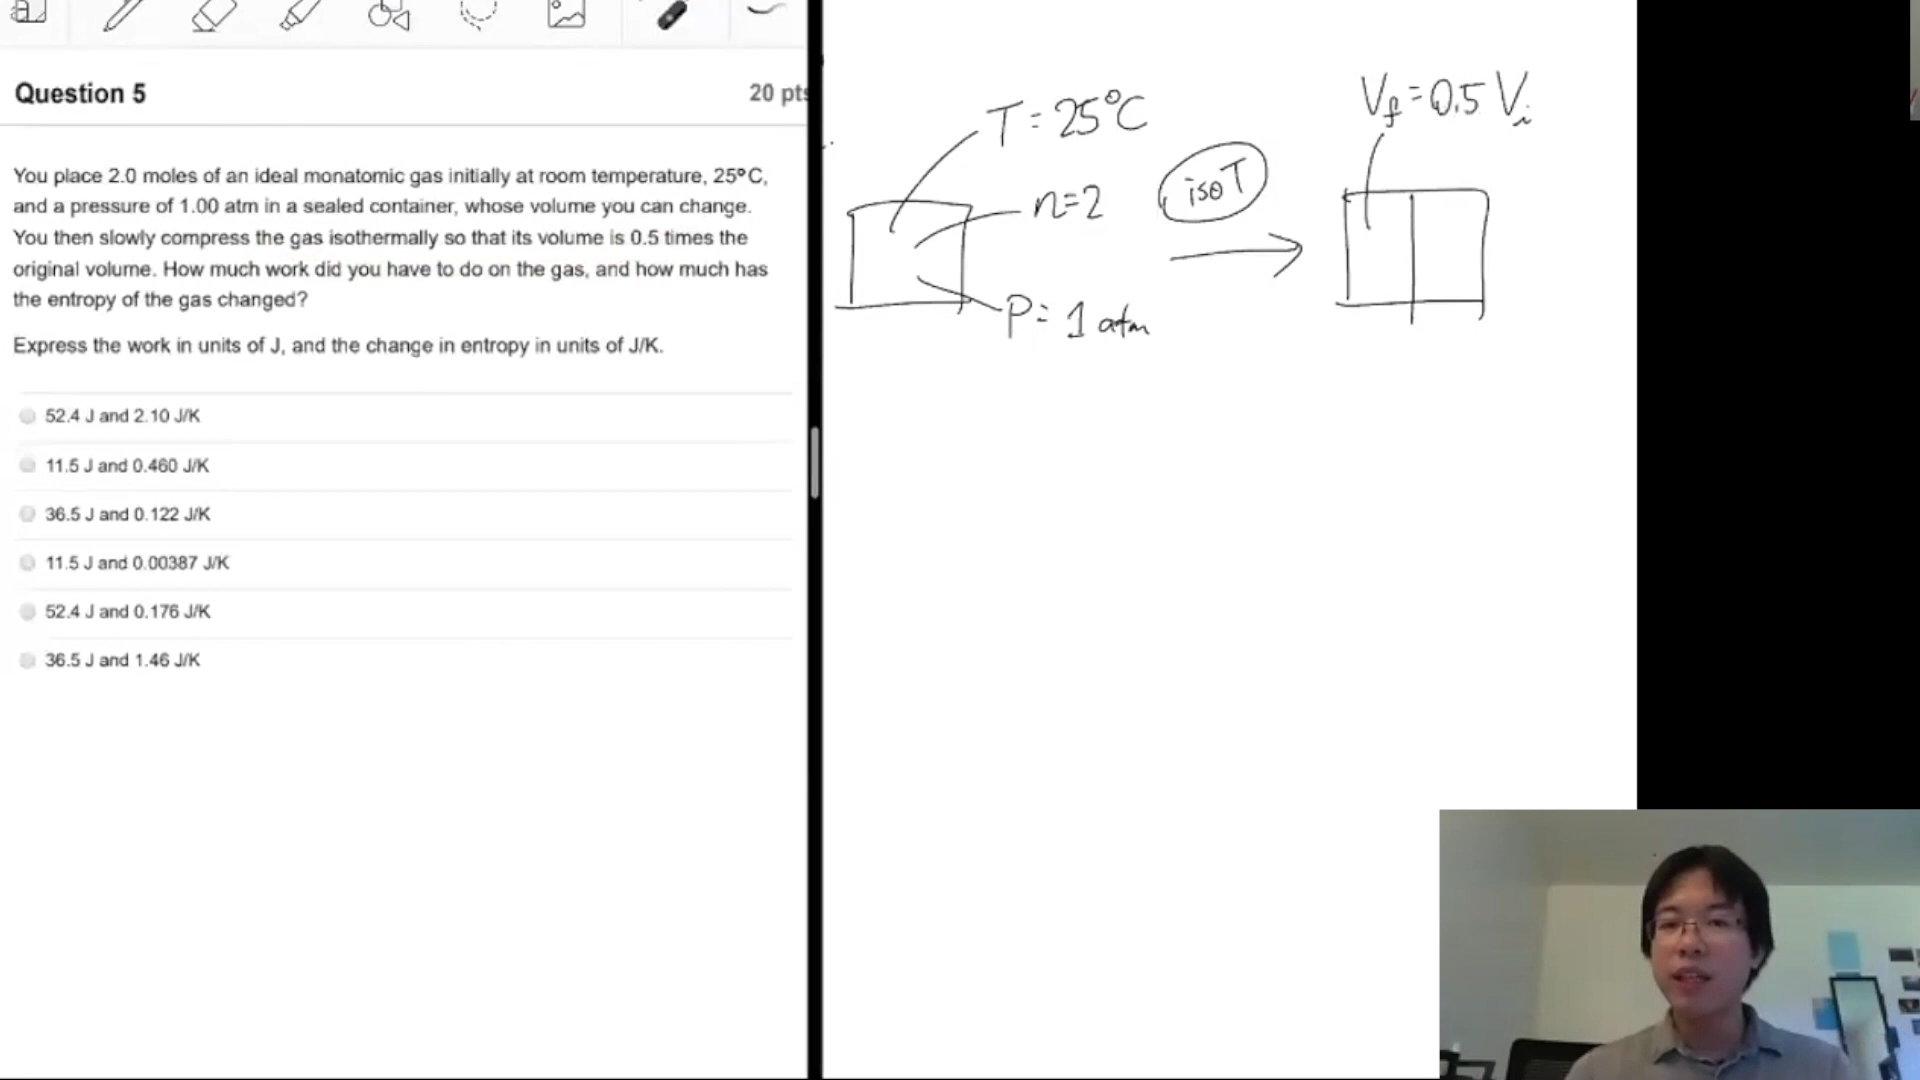 Question 5
20 pts
You place 2.0 moles of an ideal monatomic gas initially at room temperature, 25°C,
and a pressure of 1.00 atm in a sealed container, whose volume you can change.
You then slowly compress the gas isothermally so that its volume is 0.5 times the
original volume. How much work did you have to do on the gas, and how much has
the entropy of the gas changed?
Express the work in units of J, and the change in entropy in units of J/K.
52.4 J and 2.10 J/K
11.5 J and 0.460 J/K
36.5 J and 0.122 J/K
11.5 J and 0.00387 J/K
52.4 J and 0.176 J/K
36.5 J and 1.46 J/K
T = 25°C
n=2
P = 1 atm
iso T
V_f = 0.5 V_i